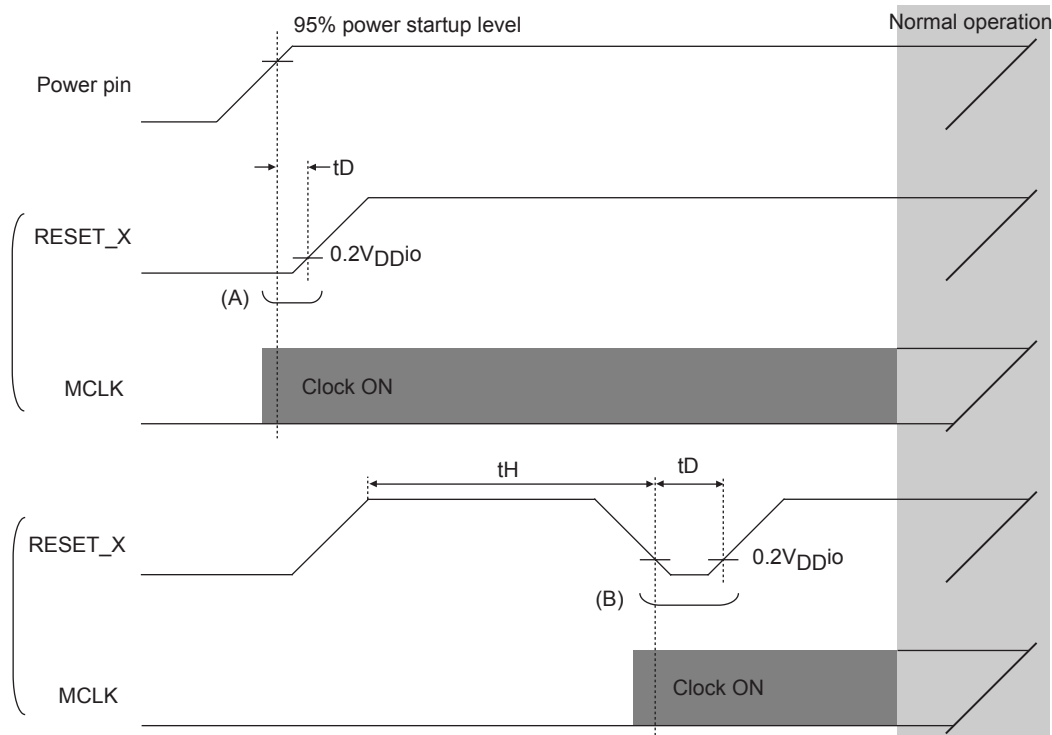 95% power startup level
Normal operation
Power pin
tD
RESET_X
0.2VDDio
(A)
Clock ON
MCLK
tH
tD
RESET_X
0.2VDDio
(B)
Clock ON
MCLK